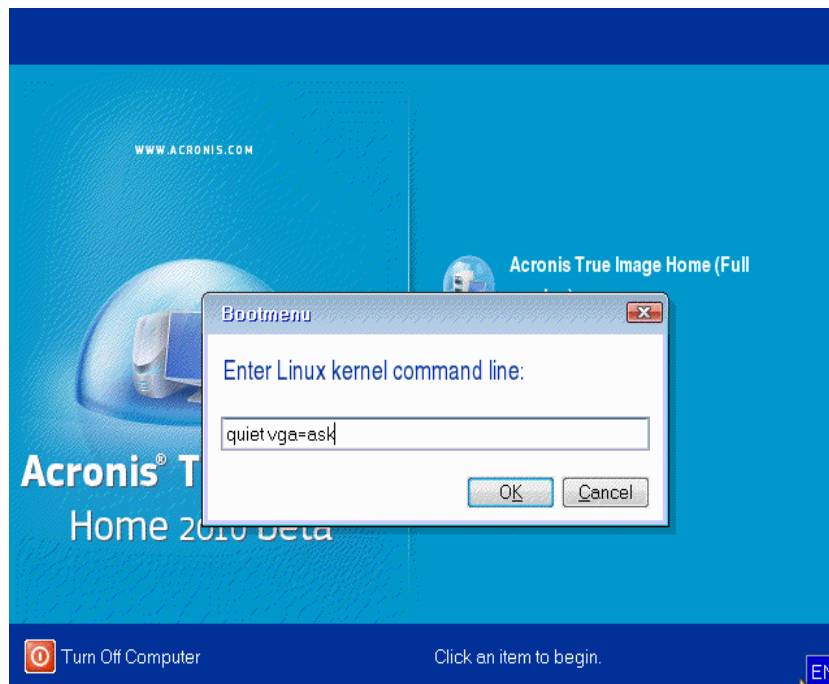 WWW.ACRONIS.COM
Acronis True Image Home (Full
Bootmenu
Enter Linux kernel command line:
quiet vga=ask
OK
Cancel
Acronis® T
Home 2010 Beta
Turn Off Computer
Click an item to begin.
EN